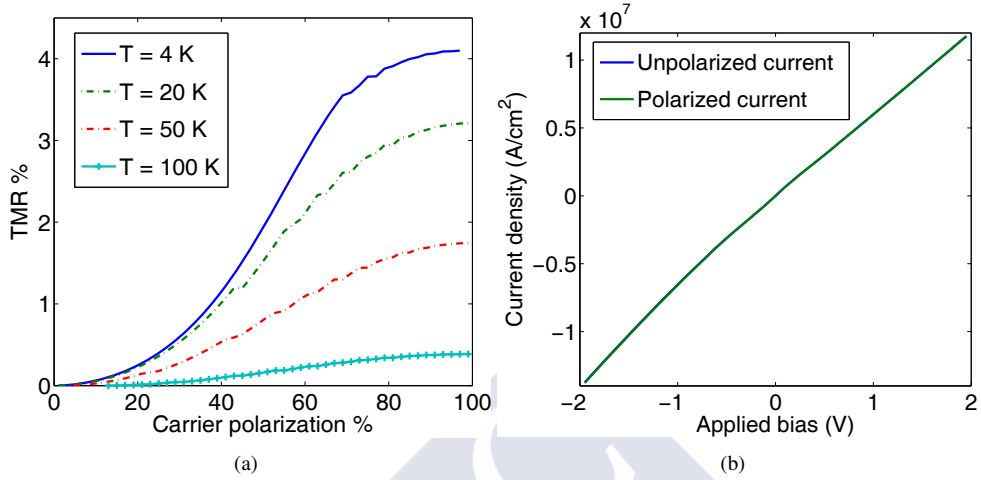 4
3
2
1
0
TMR %
T = 4 K
T = 20 K
T = 50 K
T = 100 K
0 20 40 60 80 100
Carrier polarization %
(a)
x 10^7
1
0.5
0
−0.5
−1
Current density (A/cm²)
Unpolarized current
Polarized current
−2 −1 0 1 2
Applied bias (V)
(b)